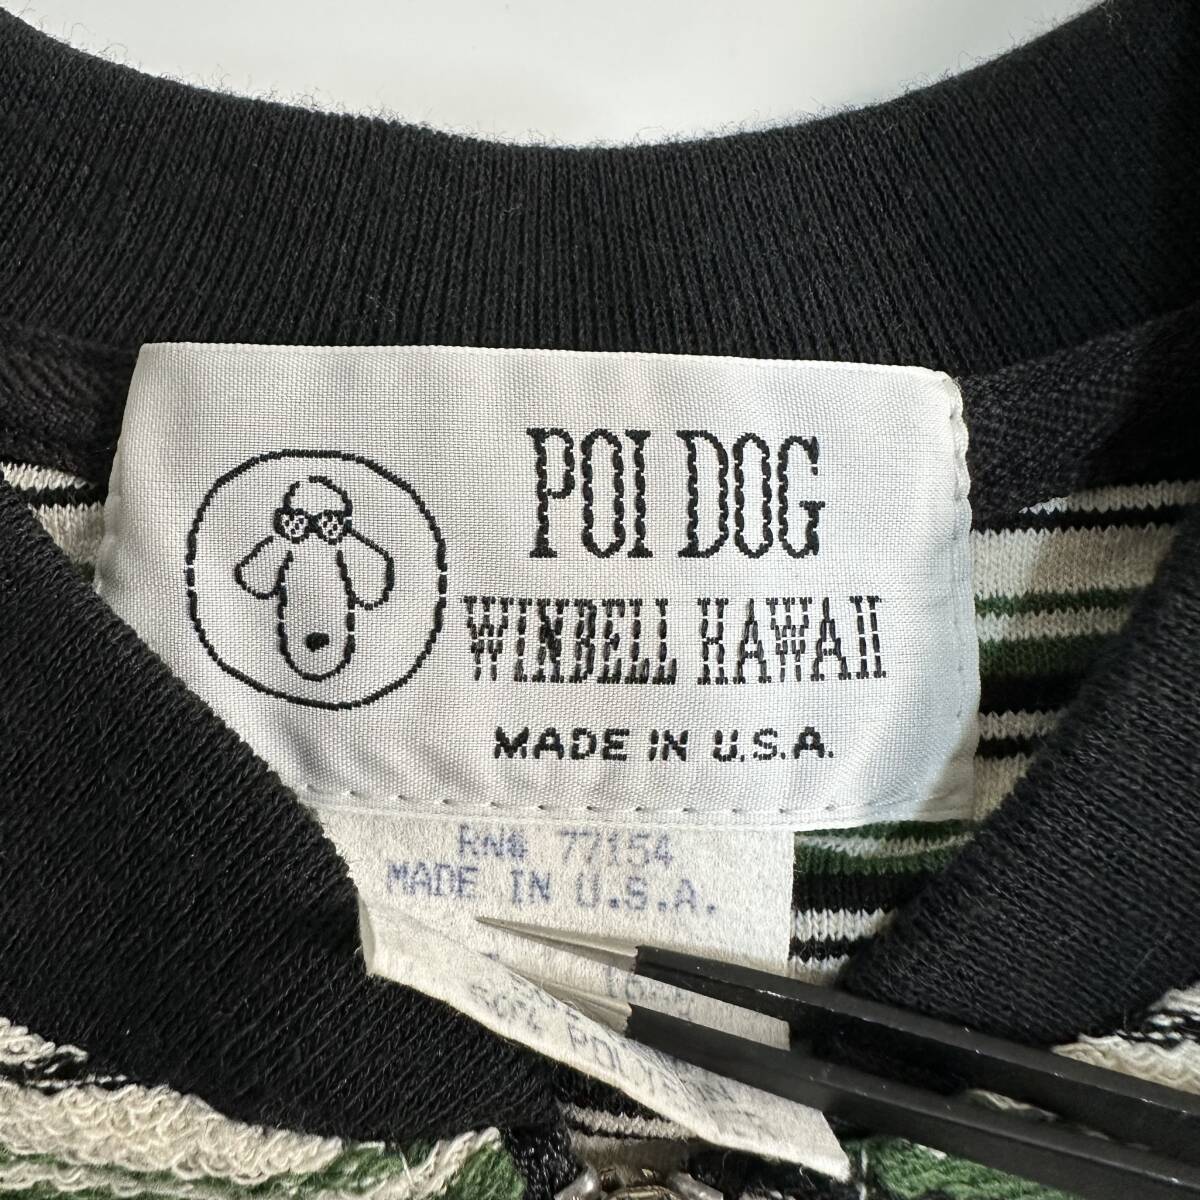 POI DOG
WINBELL HAWAII
MADE IN U.S.A.
RN# 77154
MADE IN U.S.A.